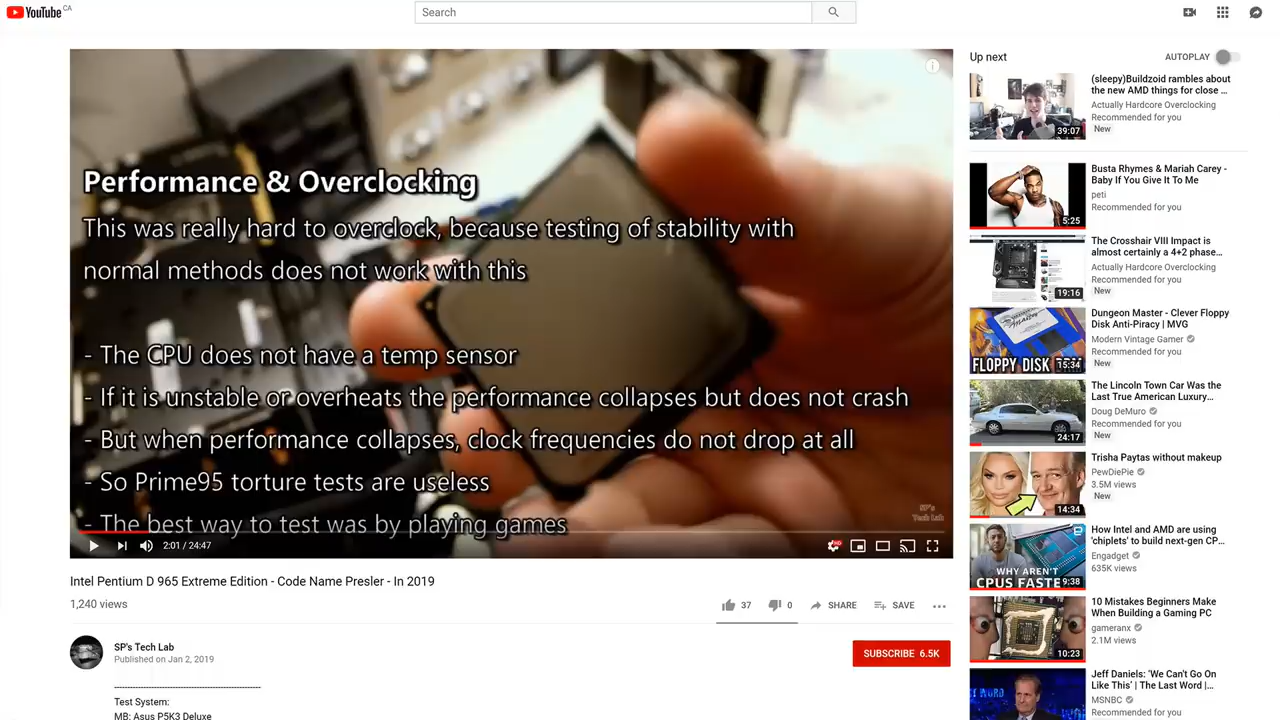 YouTube CA
Search
Performance & Overclocking
This was really hard to overclock, because testing of stability with
normal methods does not work with this
- The CPU does not have a temp sensor
- If it is unstable or overheats the performance collapses but does not crash
- But when performance collapses, clock frequencies do not drop at all
- So Prime95 torture tests are useless
- The best way to test was by playing games
SP's
Tech Lab
2:01 / 24:47
HD
Intel Pentium D 965 Extreme Edition - Code Name Presler - In 2019
1,240 views
37
0
SHARE
SAVE
SP's Tech Lab
Published on Jan 2, 2019
SUBSCRIBE 6.5K
Test System:
MB: Asus P5K3 Deluxe
Up next
AUTOPLAY
39:07
(sleepy)Buildzoid rambles about
the new AMD things for close ...
Actually Hardcore Overclocking
Recommended for you
New
5:25
Busta Rhymes & Mariah Carey -
Baby If You Give It To Me
peti
Recommended for you
19:16
The Crosshair VIII Impact is
almost certainly a 4+2 phase...
Actually Hardcore Overclocking
Recommended for you
New
FLOPPY DISK
15:34
Dungeon Master - Clever Floppy
Disk Anti-Piracy | MVG
Modern Vintage Gamer
Recommended for you
New
24:17
The Lincoln Town Car Was the
Last True American Luxury...
Doug DeMuro
Recommended for you
New
14:34
Trisha Paytas without makeup
PewDiePie
3.5M views
New
WHY AREN'T
CPUS FASTE
9:38
How Intel and AMD are using
'chiplets' to build next-gen CP...
Engadget
635K views
10:23
10 Mistakes Beginners Make
When Building a Gaming PC
gameranx
2.1M views
WORD
Jeff Daniels: 'We Can't Go On
Like This' | The Last Word |...
MSNBC
Recommended for you